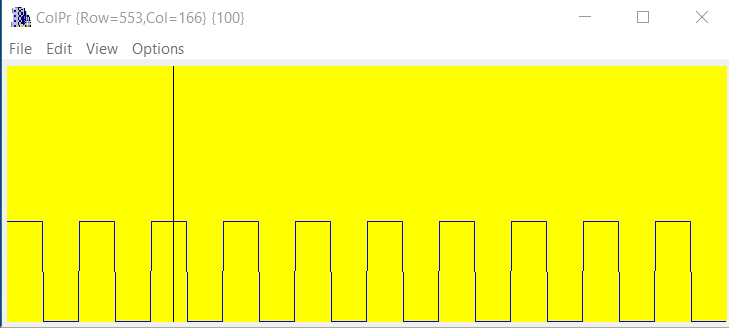 ColPr {Row=553,Col=166} {100}
File Edit View Options